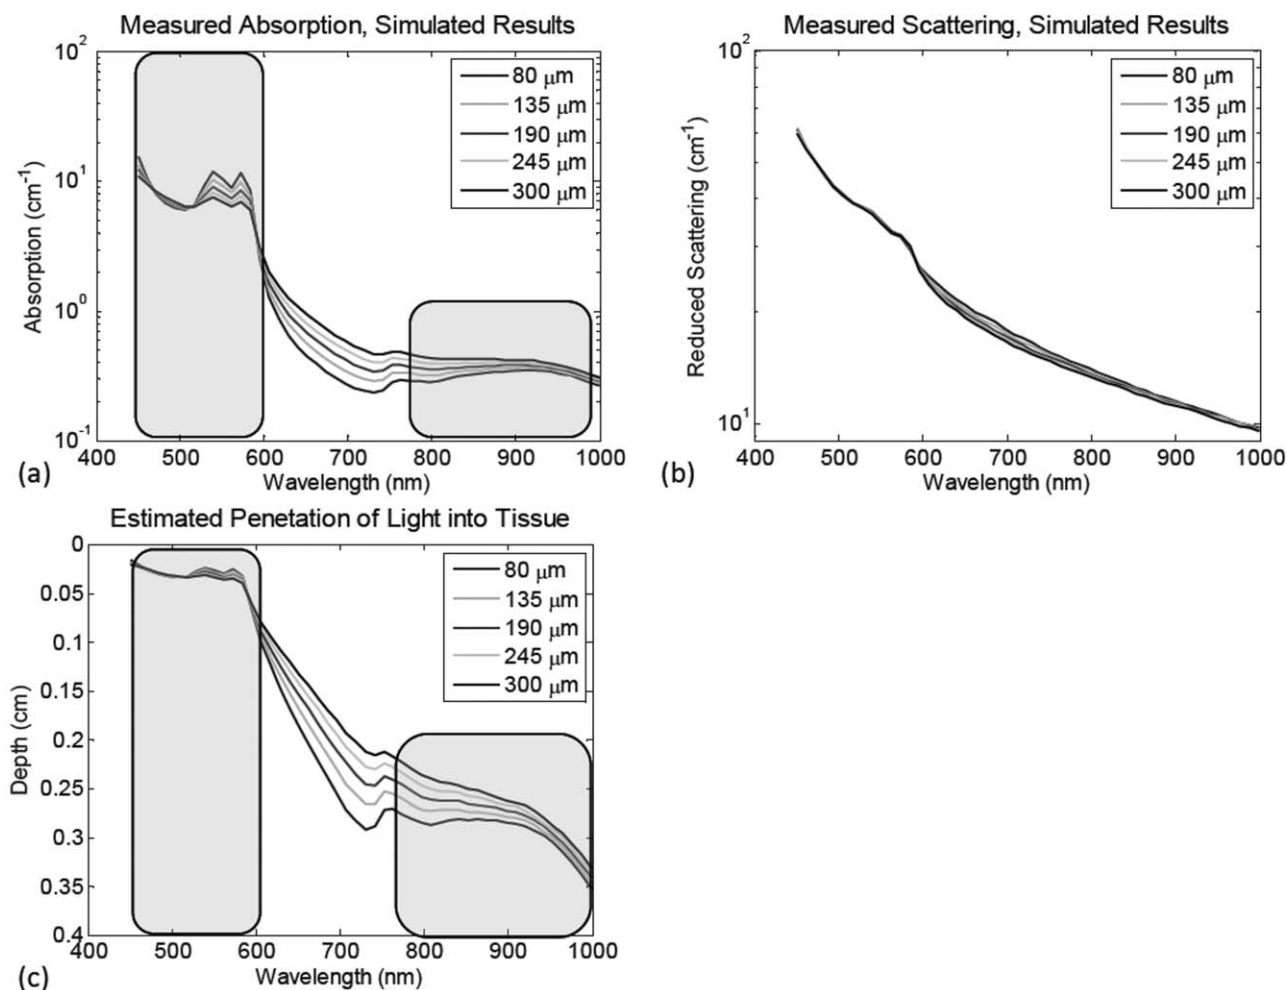 Measured Absorption, Simulated Results
10^2
10^1
10^0
10^-1
Absorption (cm^-1)
80 μm
135 μm
190 μm
245 μm
300 μm
400 500 600 700 800 900 1000
Wavelength (nm)
(a)
Measured Scattering, Simulated Results
10^2
10^1
Reduced Scattering (cm^-1)
80 μm
135 μm
190 μm
245 μm
300 μm
400 500 600 700 800 900 1000
Wavelength (nm)
(b)
Estimated Penetation of Light into Tissue
0
0.05
0.1
0.15
0.2
0.25
0.3
0.35
0.4
Depth (cm)
80 μm
135 μm
190 μm
245 μm
300 μm
400 500 600 700 800 900 1000
Wavelength (nm)
(c)